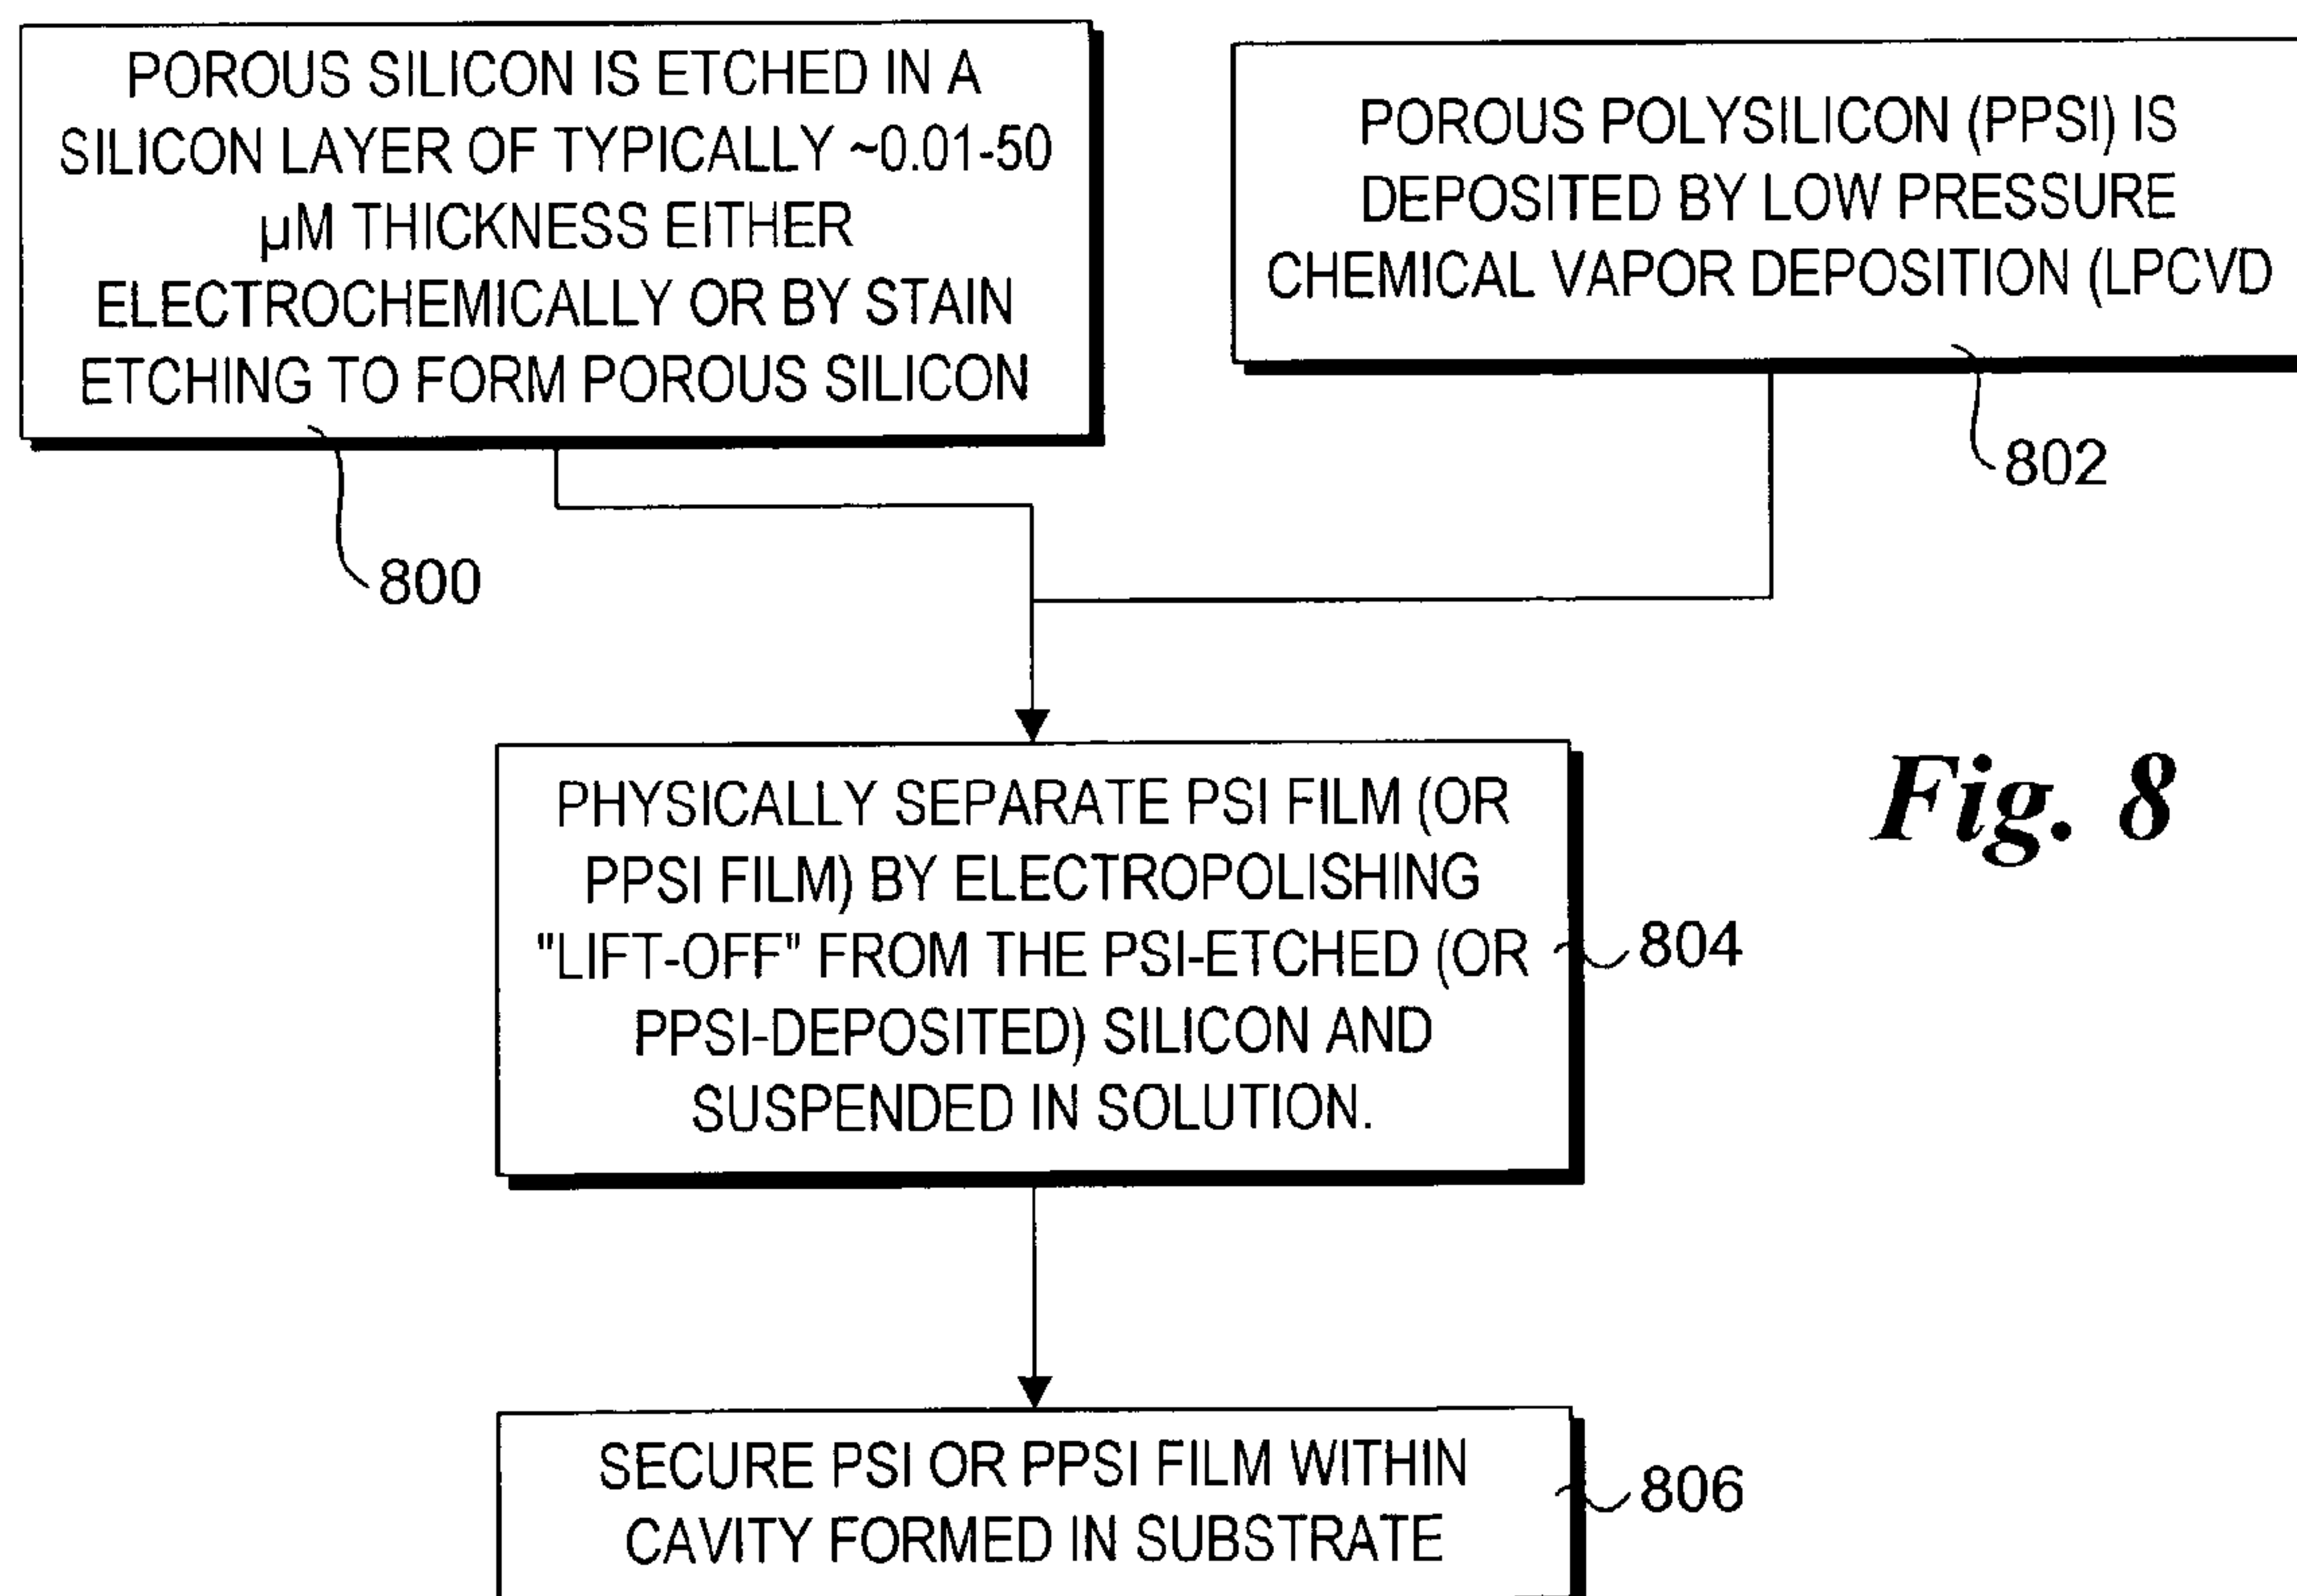 POROUS SILICON IS ETCHED IN A
SILICON LAYER OF TYPICALLY ~0.01-50
µM THICKNESS EITHER
ELECTROCHEMICALLY OR BY STAIN
ETCHING TO FORM POROUS SILICON
800
POROUS POLYSILICON (PPSI) IS
DEPOSITED BY LOW PRESSURE
CHEMICAL VAPOR DEPOSITION (LPCVD
802
PHYSICALLY SEPARATE PSI FILM (OR
PPSI FILM) BY ELECTROPOLISHING
"LIFT-OFF" FROM THE PSI-ETCHED (OR
PPSI-DEPOSITED) SILICON AND
SUSPENDED IN SOLUTION.
804
Fig. 8
SECURE PSI OR PPSI FILM WITHIN
CAVITY FORMED IN SUBSTRATE
806